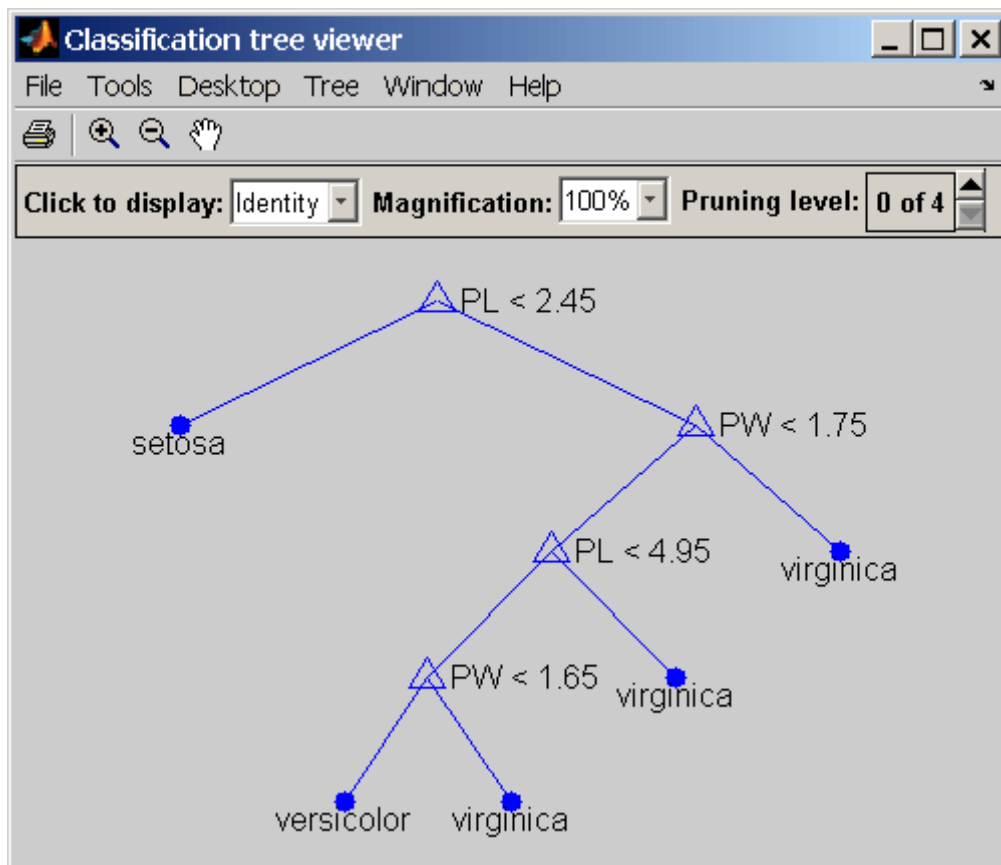 Classification tree viewer
File Tools Desktop Tree Window Help
Click to display: Identity Magnification: 100% Pruning level: 0 of 4
PL < 2.45
setosa
PW < 1.75
PL < 4.95
virginica
PW < 1.65
virginica
versicolor
virginica